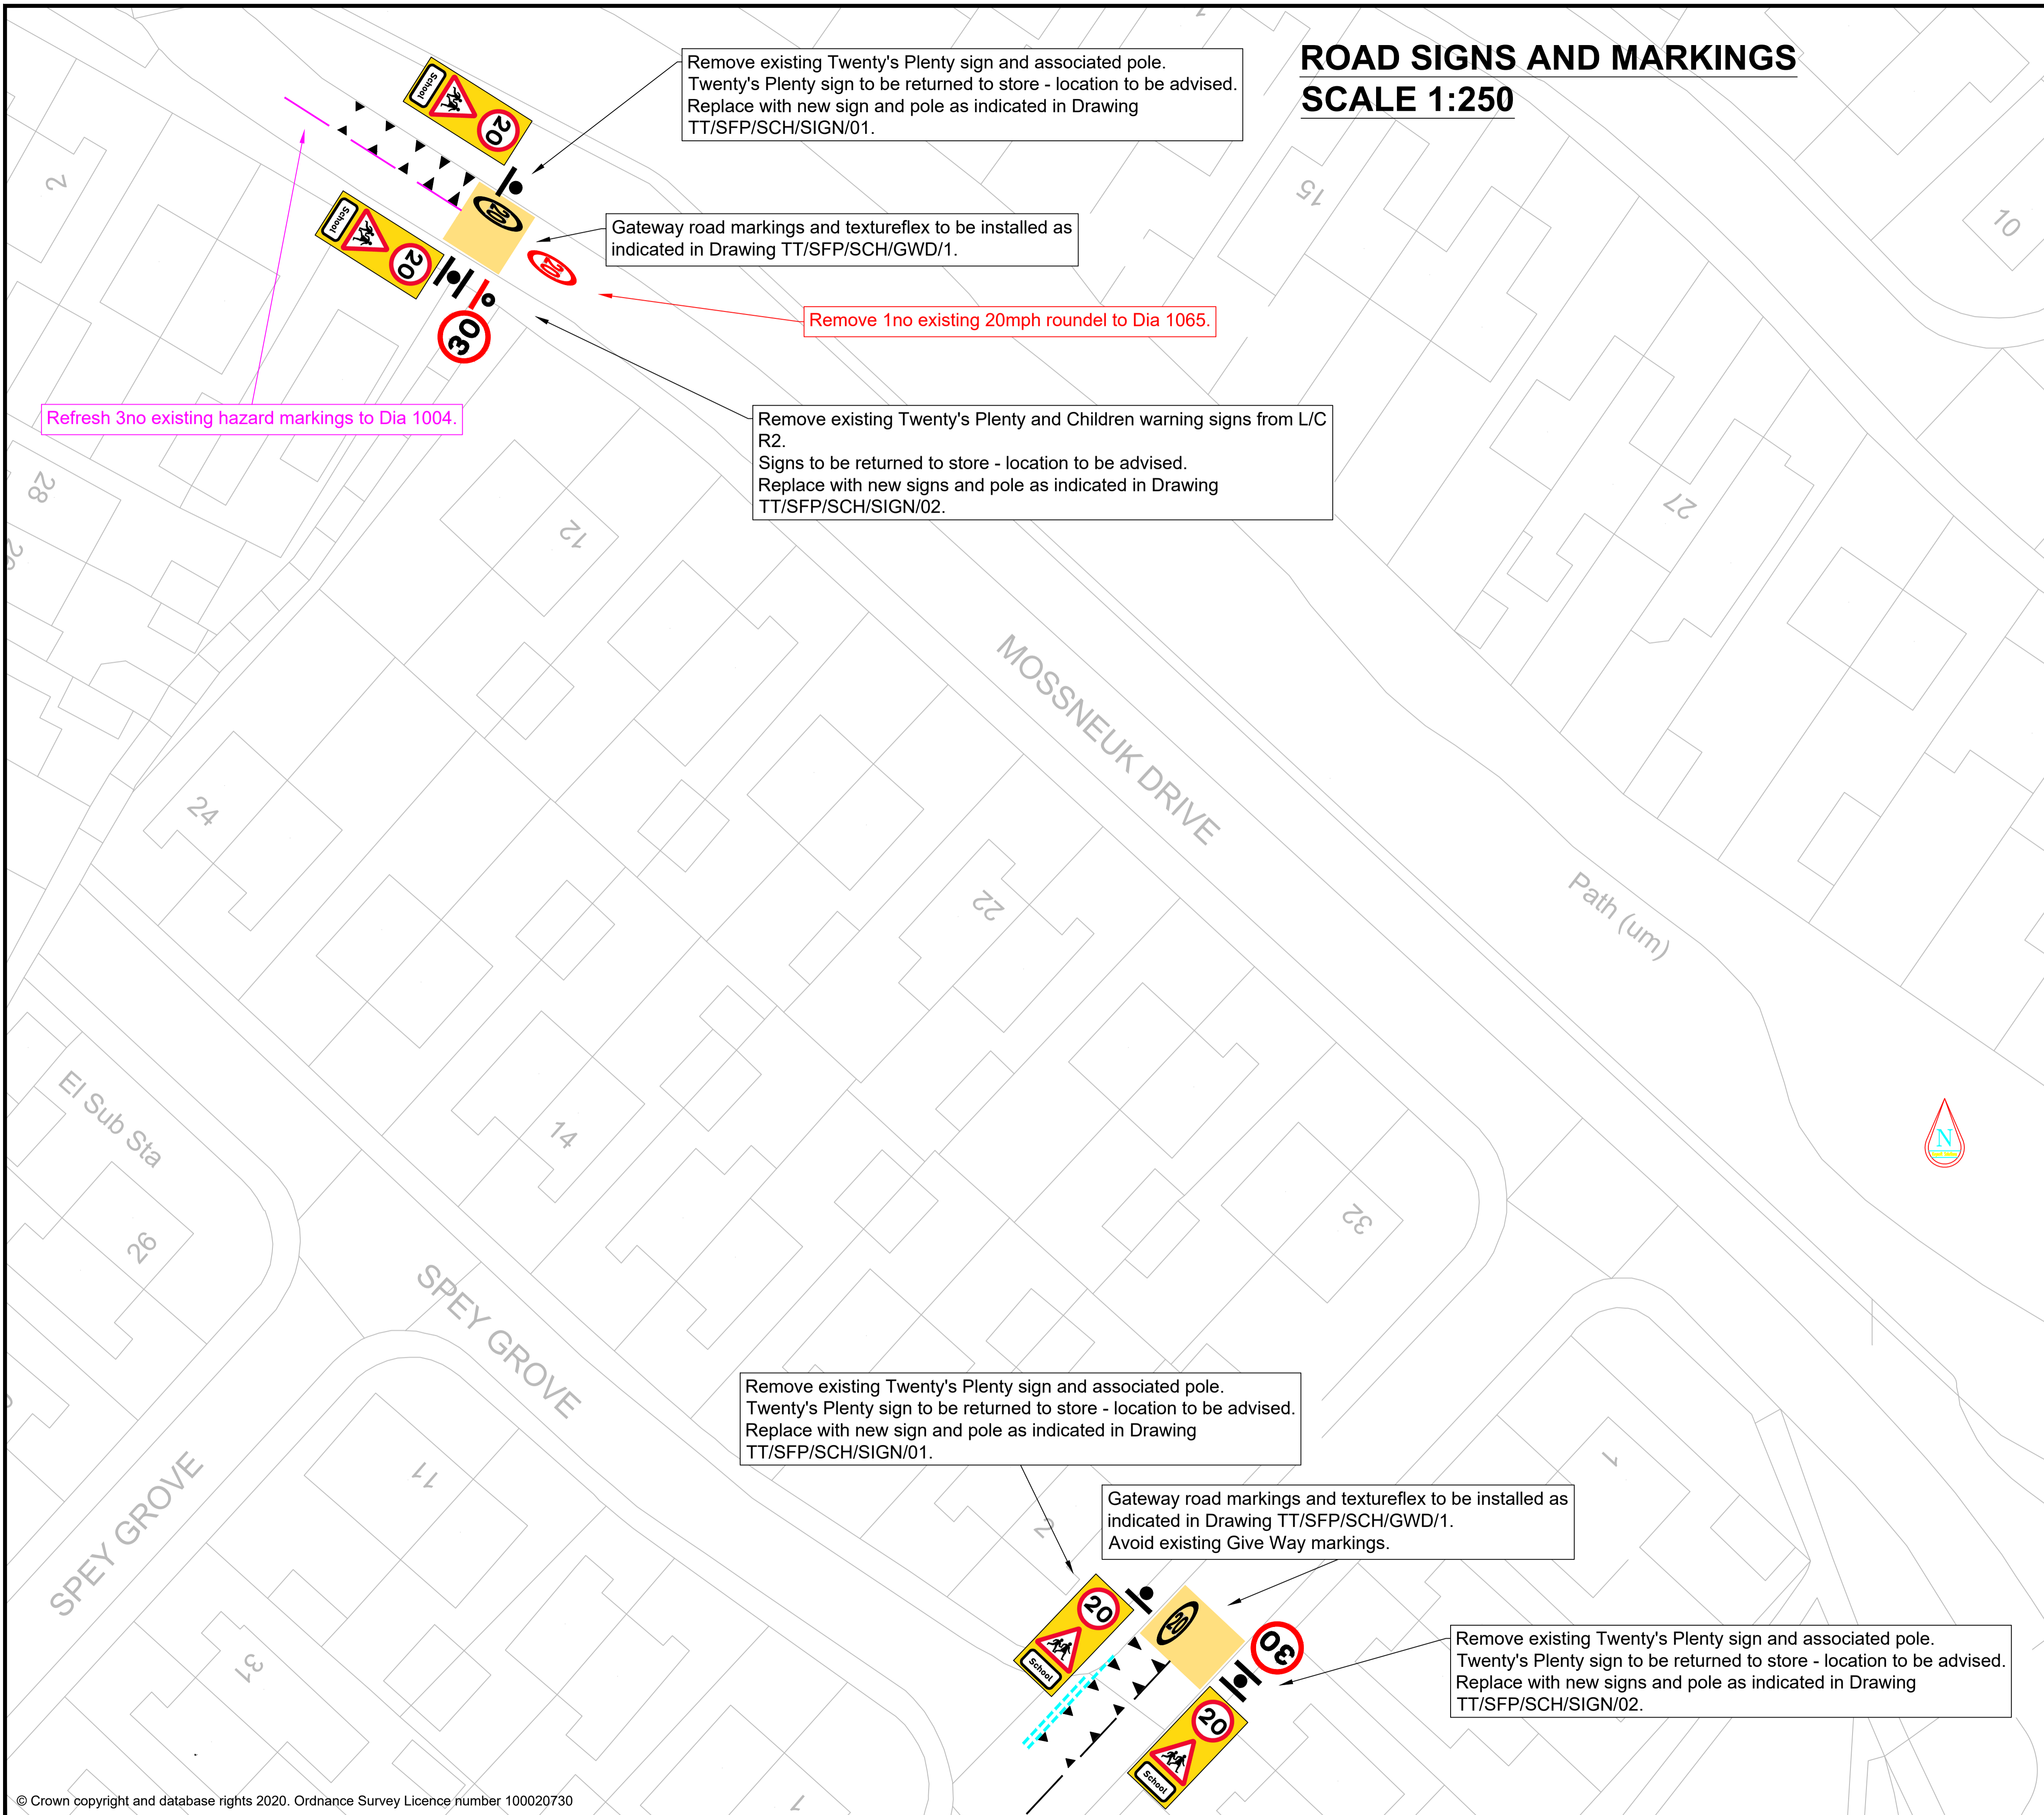 ROAD SIGNS AND MARKINGS
SCALE 1:250
Remove existing Twenty's Plenty sign and associated pole.
Twenty's Plenty sign to be returned to store - location to be advised.
Replace with new sign and pole as indicated in Drawing
TT/SFP/SCH/SIGN/01.
School
20
School
20
20
20
30
Gateway road markings and textureflex to be installed as
indicated in Drawing TT/SFP/SCH/GWD/1.
Remove 1no existing 20mph roundel to Dia 1065.
Refresh 3no existing hazard markings to Dia 1004.
Remove existing Twenty's Plenty and Children warning signs from L/C
R2.
Signs to be returned to store - location to be advised.
Replace with new signs and pole as indicated in Drawing
TT/SFP/SCH/SIGN/02.
2
15
10
28
12
27
MOSSNEUK DRIVE
24
22
Path (um)
El Sub Sta
14
N
26
32
SPEY GROVE
11
SPEY GROVE
31
2
1
1
Remove existing Twenty's Plenty sign and associated pole.
Twenty's Plenty sign to be returned to store - location to be advised.
Replace with new sign and pole as indicated in Drawing
TT/SFP/SCH/SIGN/01.
Gateway road markings and textureflex to be installed as
indicated in Drawing TT/SFP/SCH/GWD/1.
Avoid existing Give Way markings.
20
School
20
30
20
School
Remove existing Twenty's Plenty sign and associated pole.
Twenty's Plenty sign to be returned to store - location to be advised.
Replace with new signs and pole as indicated in Drawing
TT/SFP/SCH/SIGN/02.
© Crown copyright and database rights 2020. Ordnance Survey Licence number 100020730